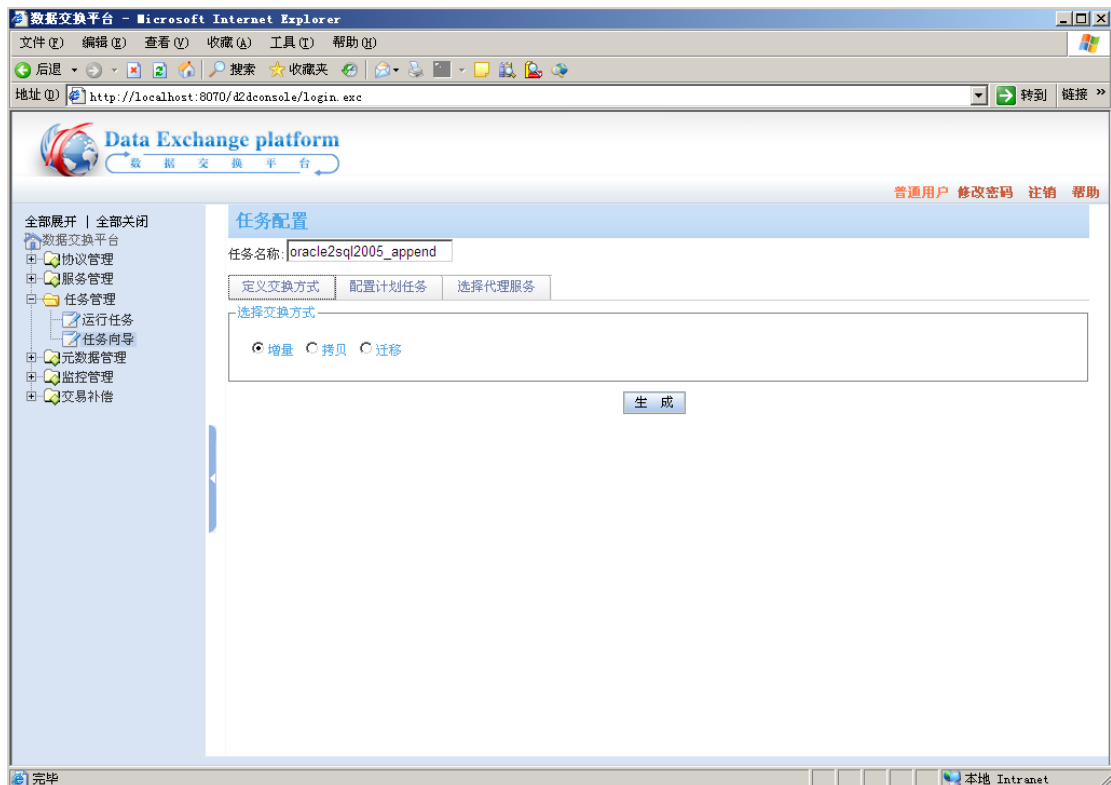 数据交换平台 - Microsoft Internet Explorer
文件(F) 编辑(E) 查看(V) 收藏(A) 工具(T) 帮助(H)
后退 搜索 收藏夹
地址(D) http://localhost:8070/d2dconsole/login.exc 转到 链接 »
Data Exchange platform
数 据 交 换 平 台
普通用户 修改密码 注销 帮助
全部展开 | 全部关闭
数据交换平台
协议管理
服务管理
任务管理
运行任务
任务向导
元数据管理
监控管理
交易补偿
任务配置
任务名称: oracle2sql2005_append
定义交换方式 配置计划任务 选择代理服务
选择交换方式
增量 拷贝 迁移
生 成
完毕 本地 Intranet